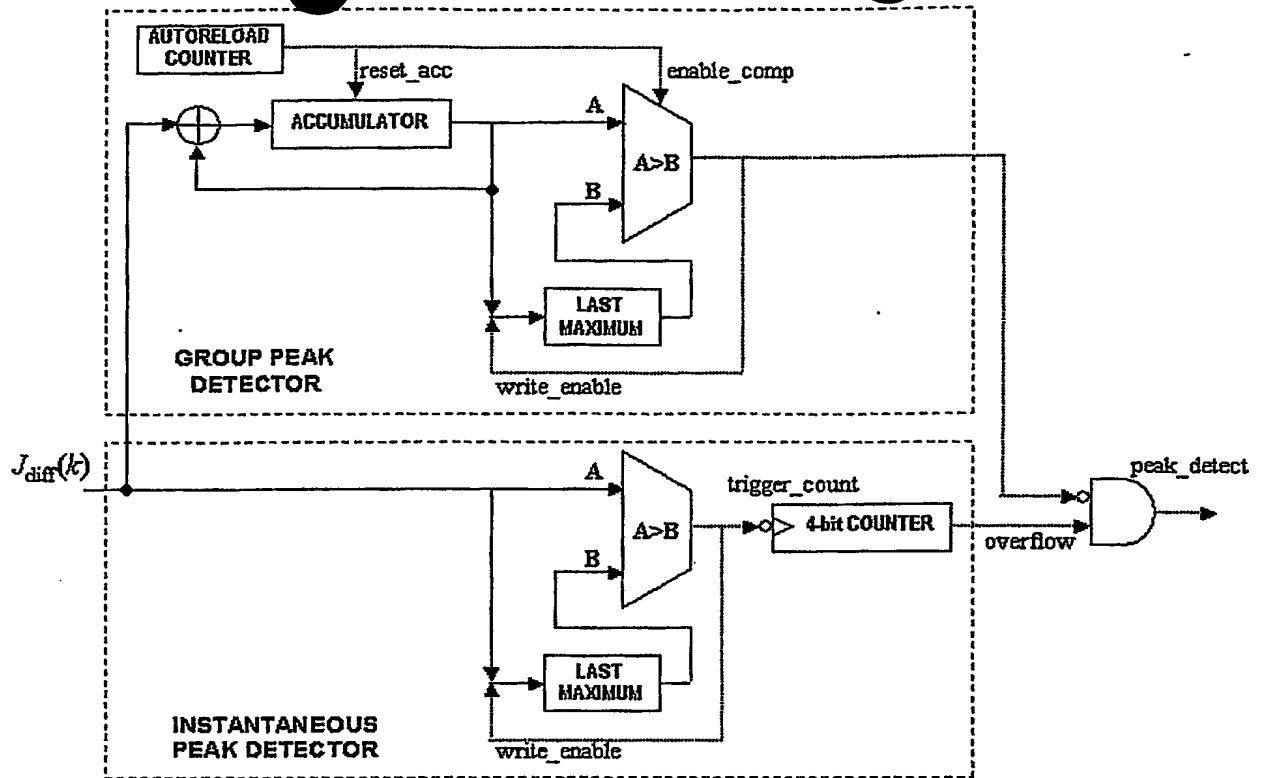 AUTORELOAD
COUNTER
reset_acc
enable_comp
ACCUMULATOR
A
A>B
B
LAST
MAXIMUM
GROUP PEAK
DETECTOR
write_enable
Jdiff(k)
A
trigger_count
peak_detect
A>B
4-bit COUNTER
overflow
B
LAST
MAXIMUM
INSTANTANEOUS
PEAK DETECTOR
write_enable